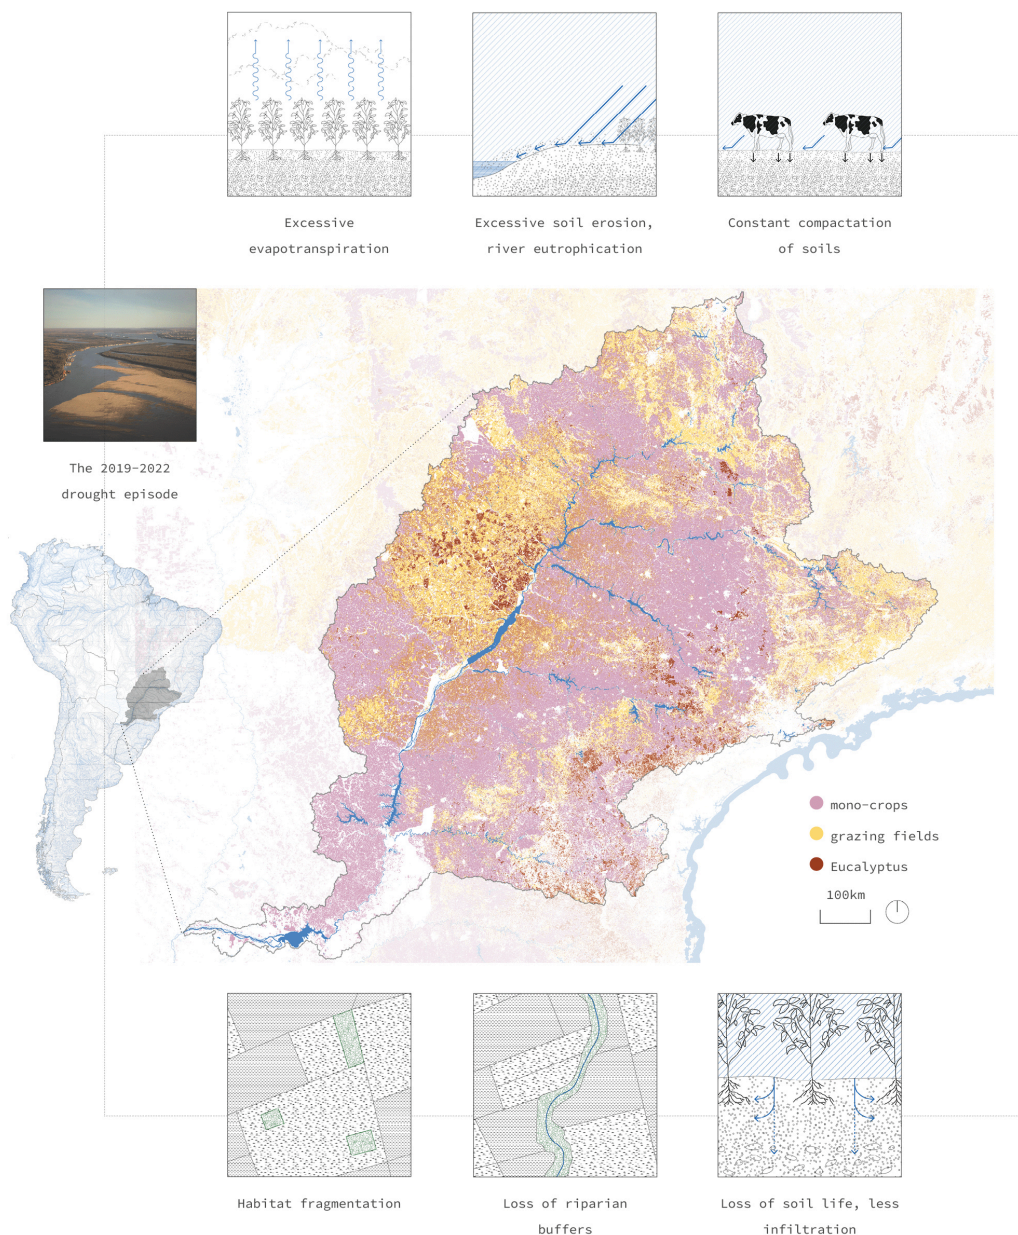 Excessive
evapotranspiration
Excessive soil erosion,
river eutrophication
Constant compactation
of soils
The 2019-2022
drought episode
mono-crops
grazing fields
Eucalyptus
100km
Habitat fragmentation
Loss of riparian
buffers
Loss of soil life, less
infiltration